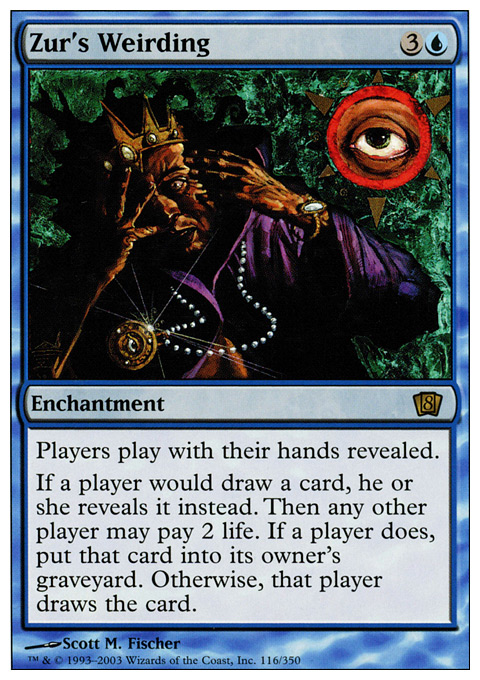 Zur's Weirding 3
Enchantment 8
Players play with their hands revealed.
If a player would draw a card, he or
she reveals it instead. Then any other
player may pay 2 life. If a player does,
put that card into its owner's
graveyard. Otherwise, that player
draws the card.
Scott M. Fischer
™ & © 1993–2003 Wizards of the Coast, Inc. 116/350